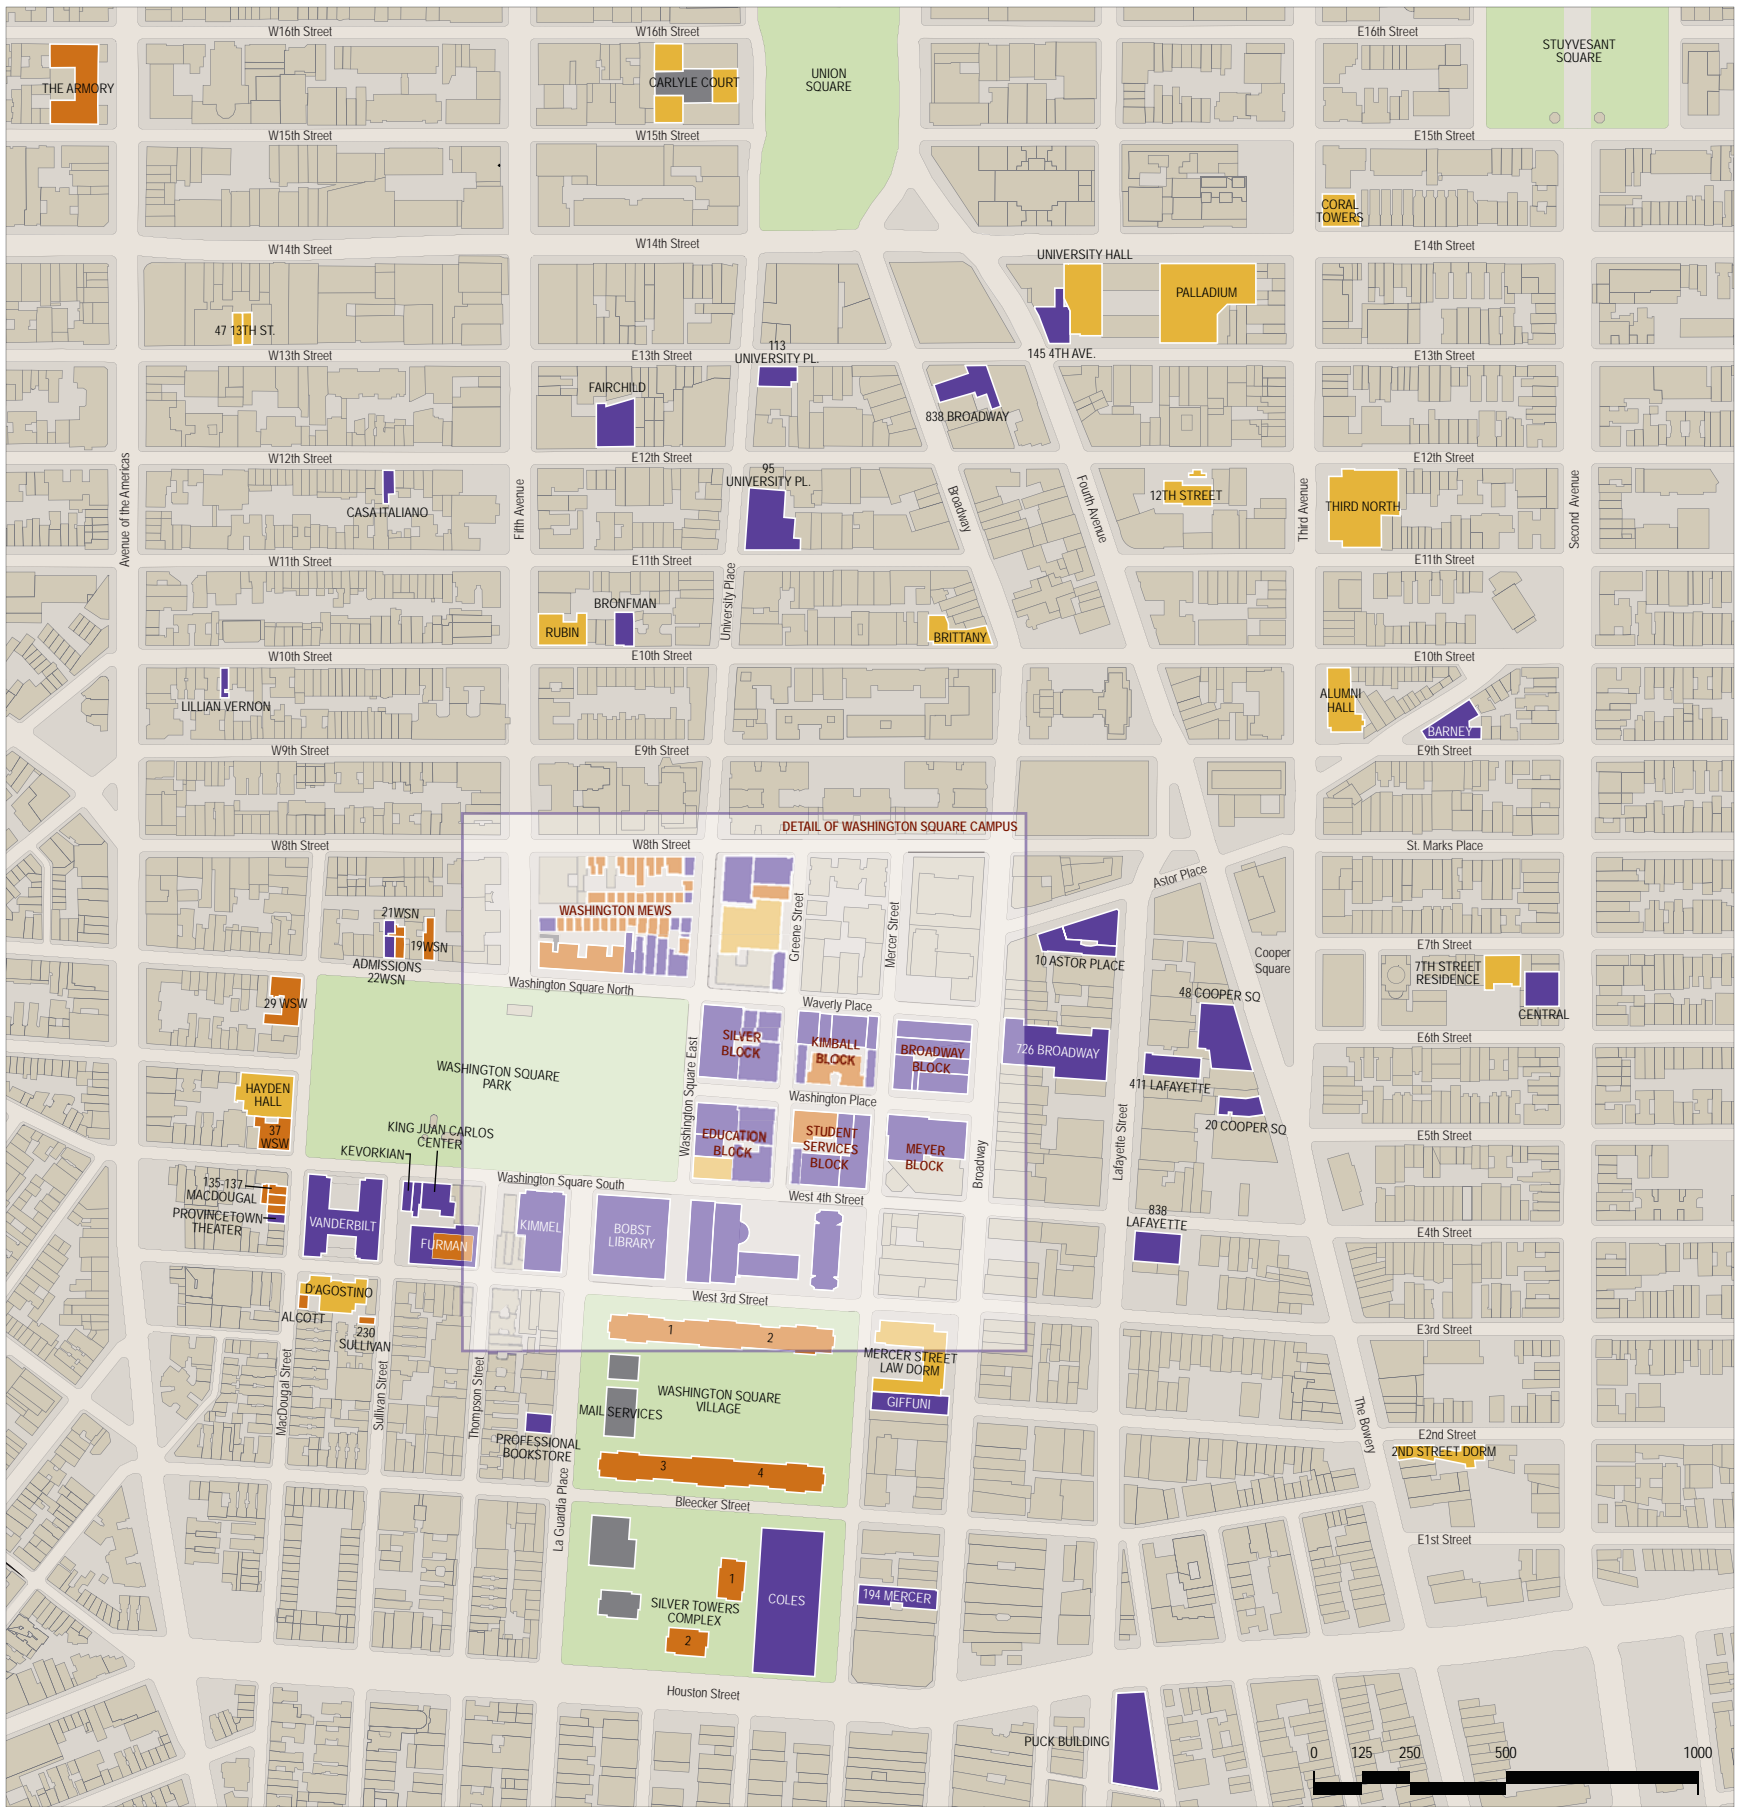 W16th Street
W16th Street
E16th Street
STUYVESANT
SQUARE
UNION
SQUARE
THE ARMORY
CARLYLE COURT
W15th Street
W15th Street
E15th Street
CORAL
TOWERS
W14th Street
W14th Street
E14th Street
UNIVERSITY HALL
PALLADIUM
47 13TH ST.
113
UNIVERSITY PL.
145 4TH AVE.
W13th Street
E13th Street
E13th Street
FAIRCHILD
838 BROADWAY
W12th Street
E12th Street
E12th Street
95
UNIVERSITY PL.
Avenue of the Americas
Fifth Avenue
Broadway
Fourth Avenue
12TH STREET
Third Avenue
THIRD NORTH
Second Avenue
CASA ITALIANO
W11th Street
E11th Street
E11th Street
University Place
BRONFMAN
RUBIN
BRITTANY
W10th Street
E10th Street
E10th Street
LILLIAN VERNON
ALUMNI
HALL
BARNEY
W9th Street
E9th Street
E9th Street
DETAIL OF WASHINGTON SQUARE CAMPUS
W8th Street
W8th Street
St. Marks Place
Astor Place
21WSN
19WSN
ADMISSIONS
22WSN
WASHINGTON MEWS
Greene Street
Mercer Street
10 ASTOR PLACE
Cooper
Square
E7th Street
7TH STREET
RESIDENCE
CENTRAL
29 WSW
Washington Square North
Waverly Place
48 COOPER SQ
SILVER
BLOCK
KIMBALL
BLOCK
BROADWAY
BLOCK
726 BROADWAY
E6th Street
WASHINGTON SQUARE
PARK
Washington Square East
HAYDEN
HALL
37
WSW
411 LAFAYETTE
Washington Place
20 COOPER SQ
KING JUAN CARLOS
CENTER
KEVORKIAN
EDUCATION
BLOCK
STUDENT
SERVICES
BLOCK
MEYER
BLOCK
Broadway
Lafayette Street
E5th Street
135-137
MACDOUGAL
PROVINCETOWN
THEATER
VANDERBILT
Washington Square South
West 4th Street
FURMAN
KIMMEL
BOBST
LIBRARY
838
LAFAYETTE
E4th Street
D'AGOSTINO
ALCOTT
230
SULLIVAN
West 3rd Street
1
2
E3rd Street
MERCER STREET
LAW DORM
GIFFUNI
MacDougal Street
Sullivan Street
Thompson Street
WASHINGTON SQUARE
VILLAGE
MAIL SERVICES
PROFESSIONAL
BOOKSTORE
The Bowery
E2nd Street
2ND STREET DORM
3
4
La Guardia Place
Bleecker Street
E1st Street
1
COLES
194 MERCER
SILVER TOWERS
COMPLEX
2
Houston Street
PUCK BUILDING
0
125
250
500
1000